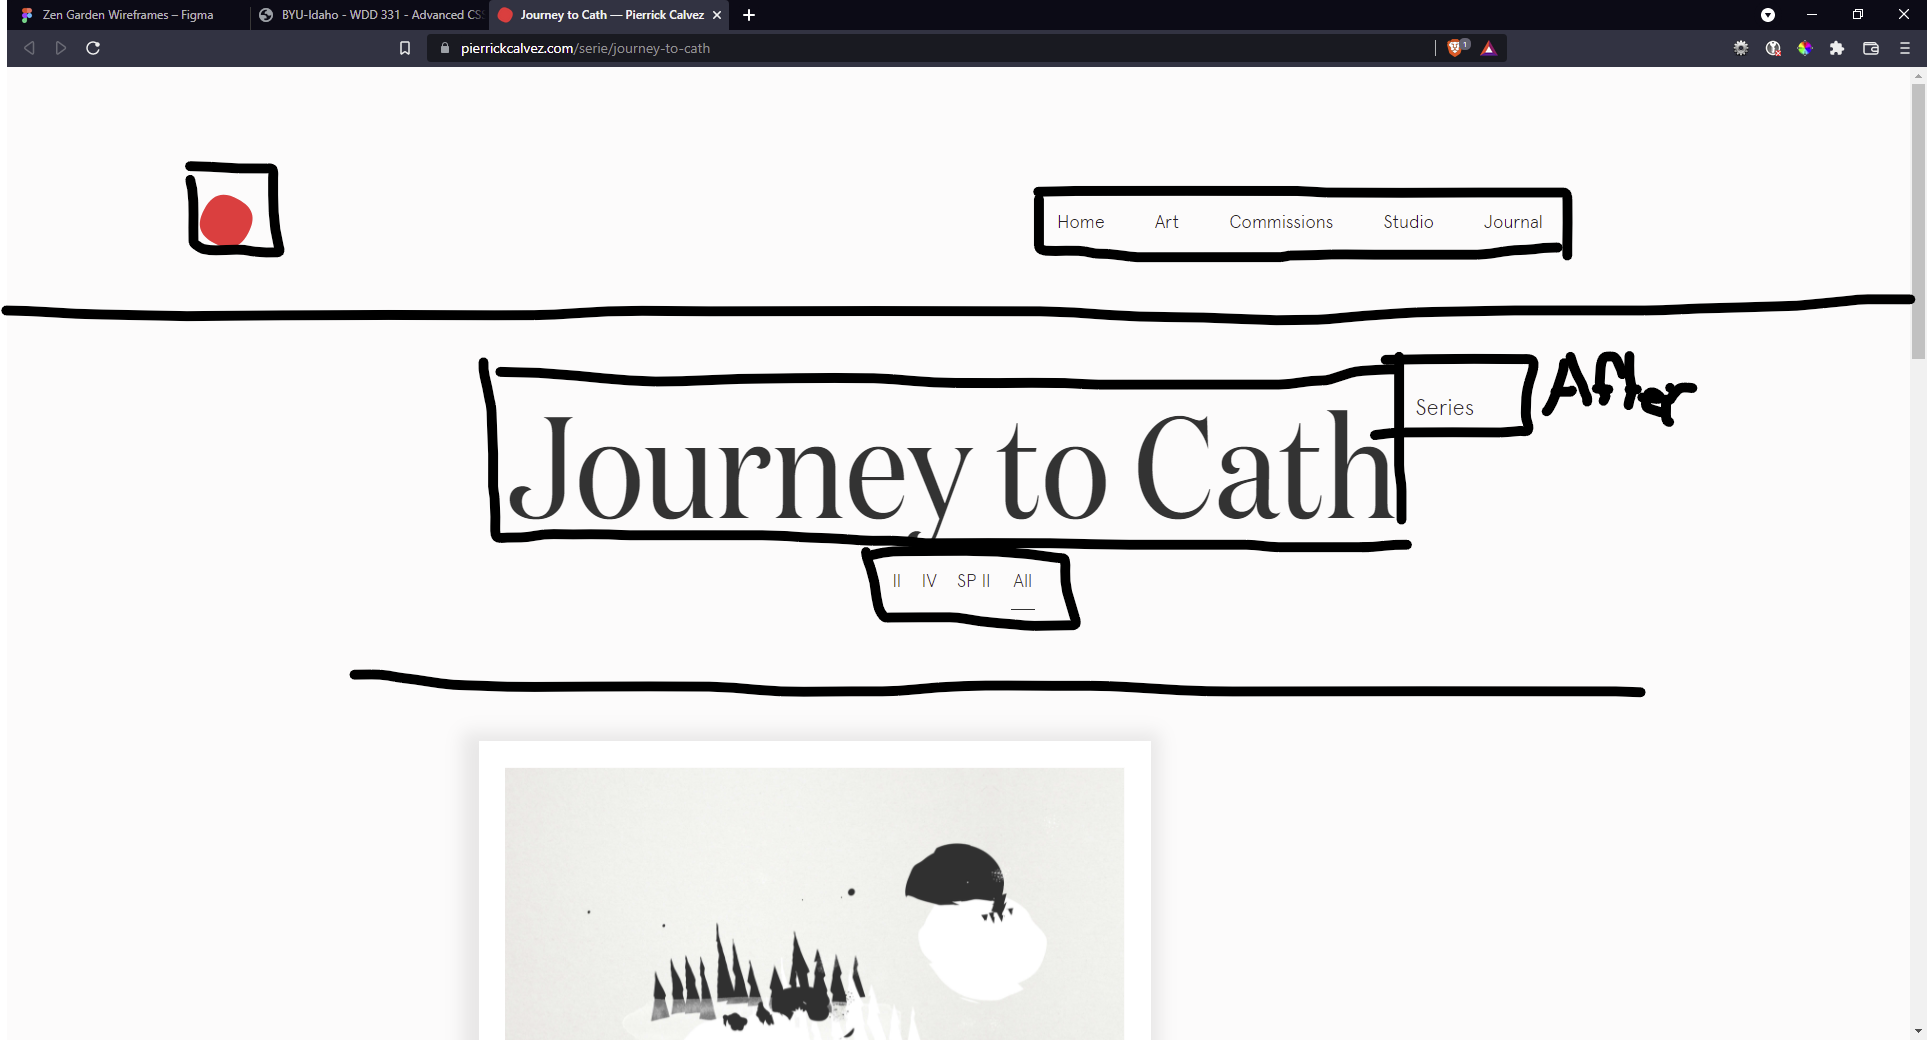 Zen Garden Wireframes – Figma
BYU-Idaho - WDD 331 - Advanced CS
Journey to Cath — Pierrick Calvez
pierrickcalvez.com/serie/journey-to-cath
1
Home Art Commissions Studio Journal
Series
After
Journey to Cath
II IV SP II All